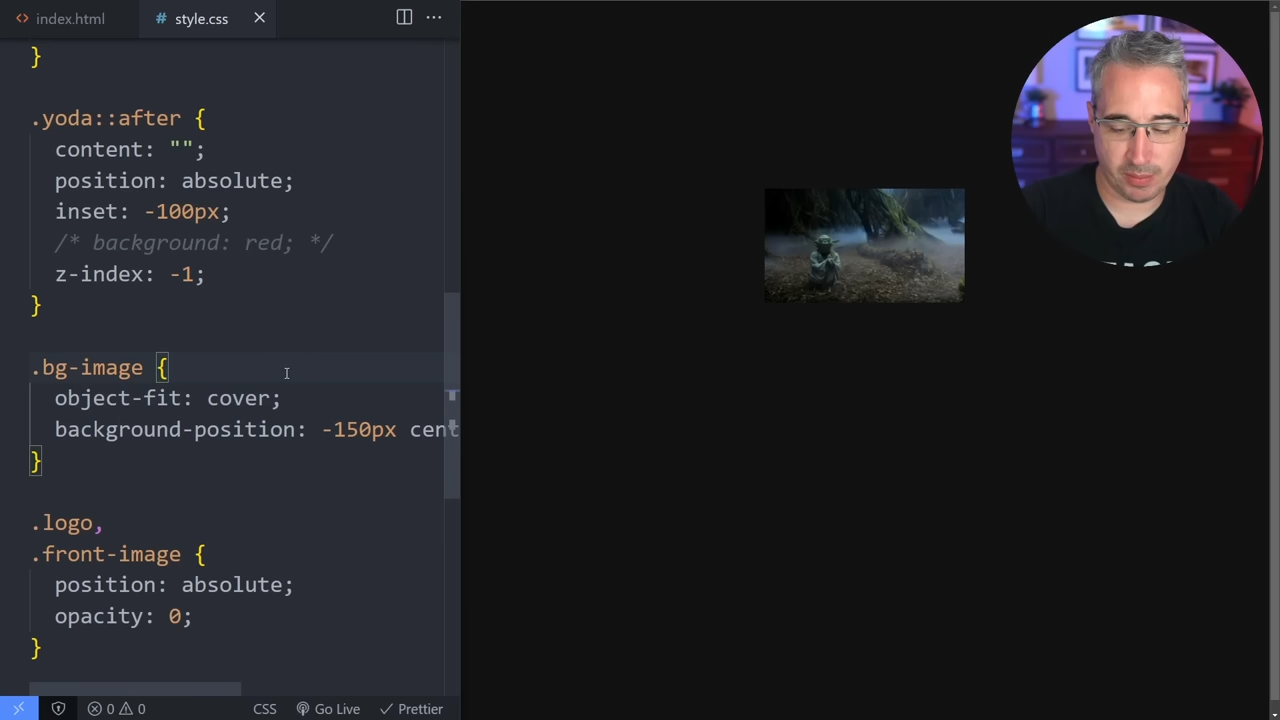 index.html
style.css
}
.yoda::after {
content: "";
position: absolute;
inset: -100px;
/* background: red; */
z-index: -1;
}
.bg-image {
object-fit: cover;
background-position: -150px cent
}
.logo,
.front-image {
position: absolute;
opacity: 0;
}
0 0 CSS Go Live Prettier